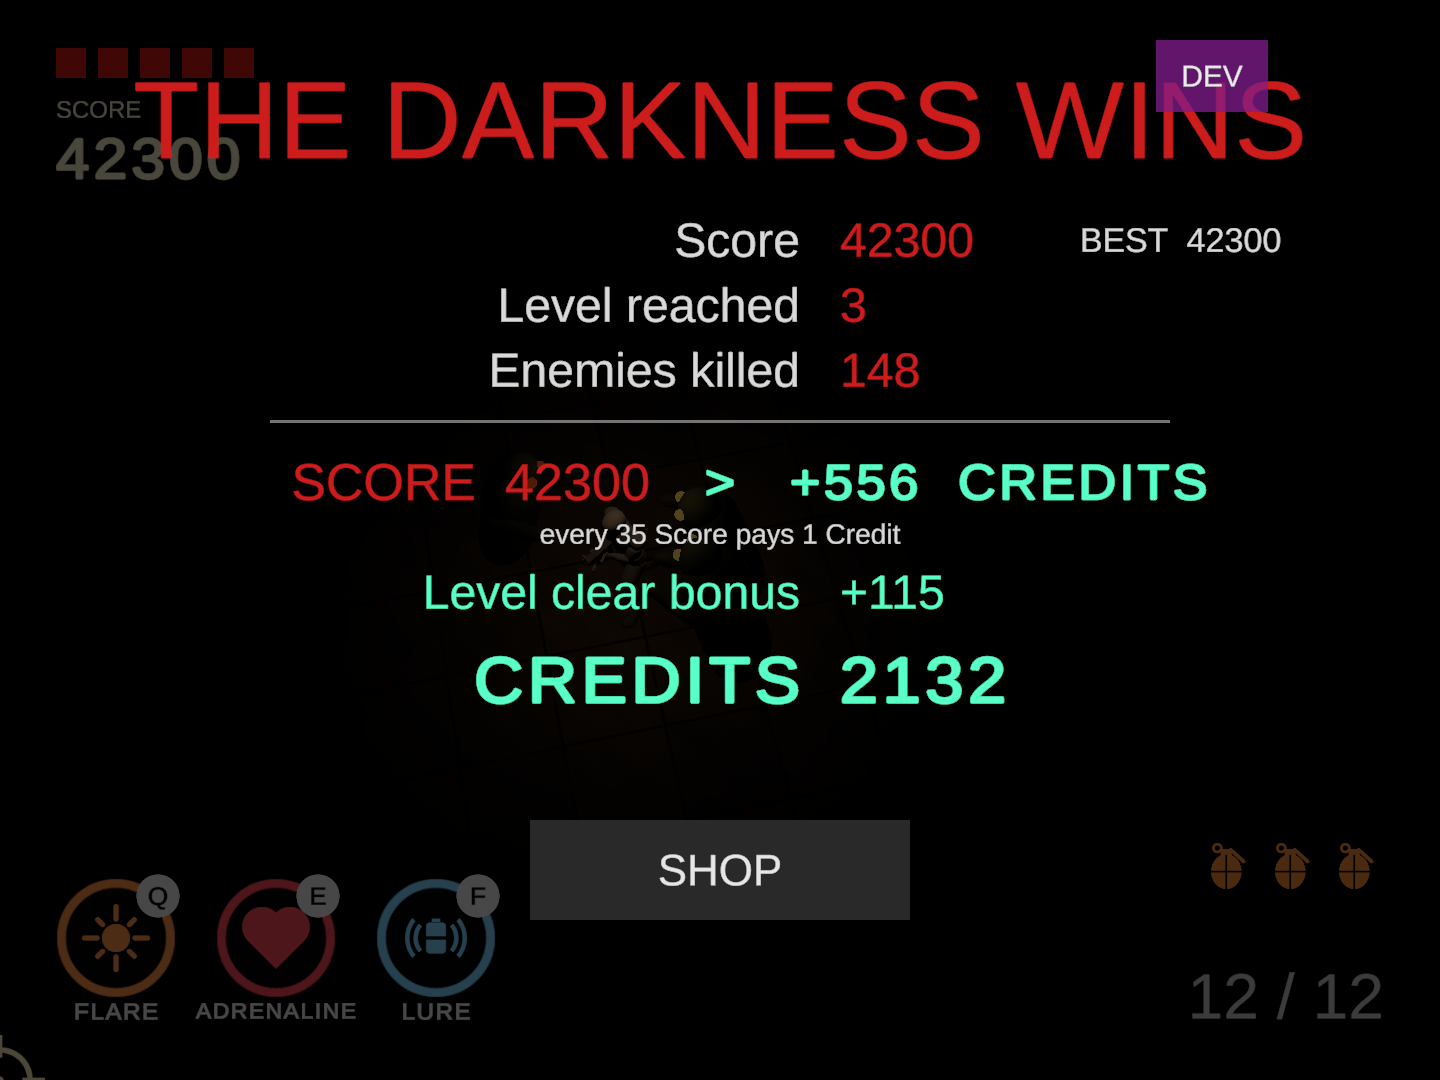 DEV
SCORE
THE DARKNESS WINS
42300
Score 42300 BEST 42300
Level reached 3
Enemies killed 148
SCORE 42300 > +556 CREDITS
every 35 Score pays 1 Credit
Level clear bonus +115
CREDITS 2132
SHOP
Q E F
FLARE ADRENALINE LURE
12 / 12